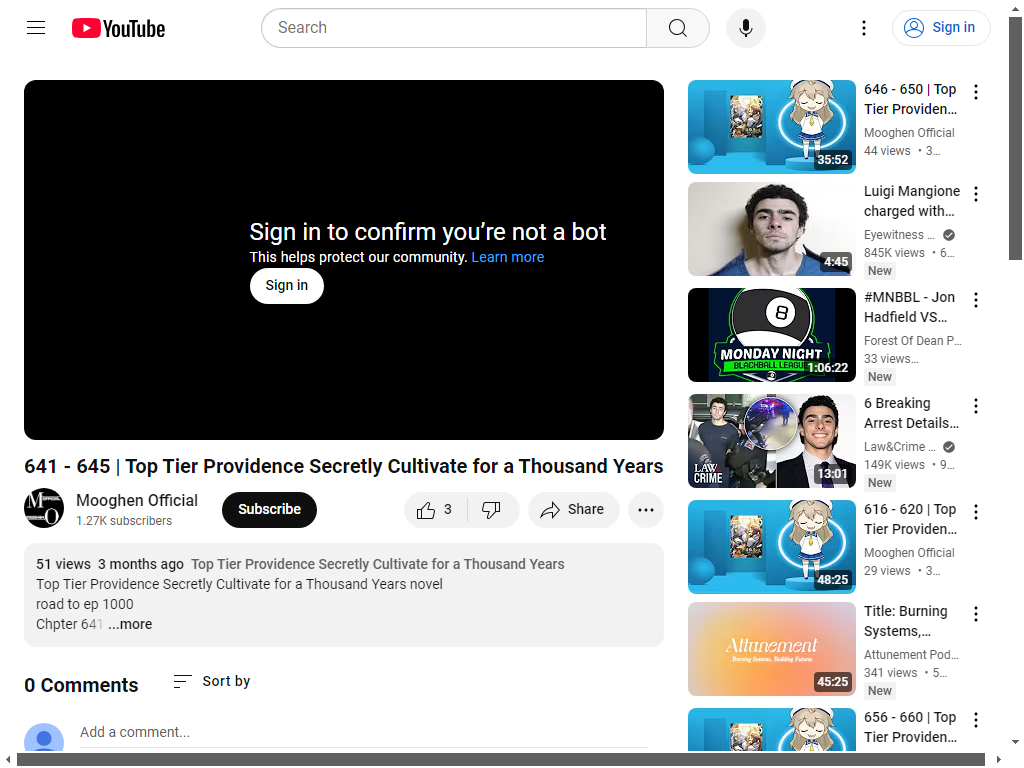 YouTube
Search
Sign in
Sign in to confirm you're not a bot
This helps protect our community. Learn more
Sign in
641 - 645 | Top Tier Providence Secretly Cultivate for a Thousand Years
Mooghen Official
1.27K subscribers
Subscribe
3
Share
51 views 3 months ago Top Tier Providence Secretly Cultivate for a Thousand Years
Top Tier Providence Secretly Cultivate for a Thousand Years novel
road to ep 1000
Chpter 641 ...more
0 Comments
Sort by
Add a comment...
35:52
646 - 650 | Top
Tier Providen...
Mooghen Official
44 views • 3...
4:45
Luigi Mangione
charged with...
Eyewitness ...
845K views • 6...
New
8
MONDAY NIGHT
BLACKBALL LEAGUE
1:06:22
#MNBBL - Jon
Hadfield VS...
Forest Of Dean P...
33 views...
New
LAW&
CRIME
13:01
6 Breaking
Arrest Details...
Law&Crime ...
149K views • 9...
New
48:25
616 - 620 | Top
Tier Providen...
Mooghen Official
29 views • 3...
Attunement
Burning Systems, Building Futures
45:25
Title: Burning
Systems,...
Attunement Pod...
341 views • 5...
New
656 - 660 | Top
Tier Providen...